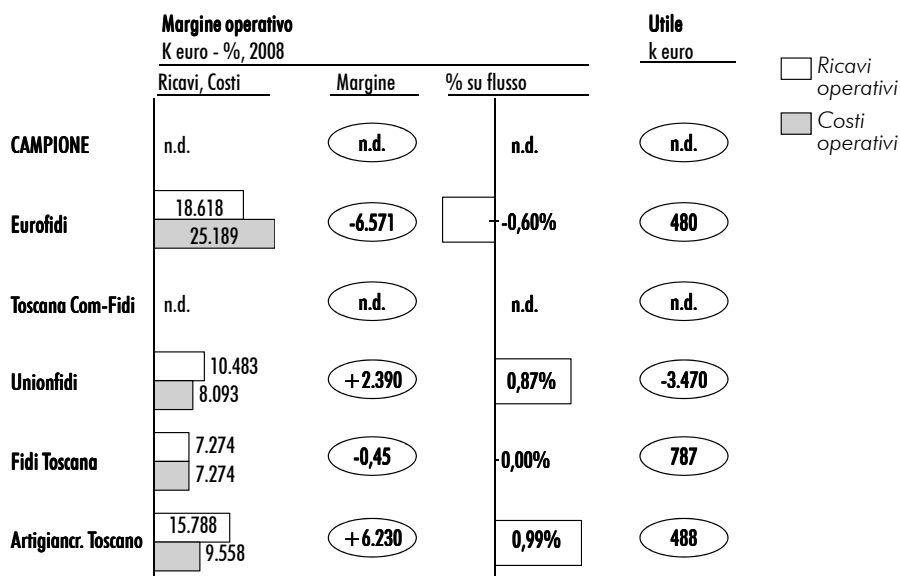 Margine operativo
K euro - %, 2008
Utile
k euro
Ricavi, Costi
Margine
% su flusso
Ricavi operativi
Costi operativi
CAMPIONE
n.d.
n.d.
n.d.
n.d.
Eurofidi
18.618
25.189
-6.571
-0,60%
480
Toscana Com-Fidi
n.d.
n.d.
n.d.
n.d.
Unionfidi
10.483
8.093
+2.390
0,87%
-3.470
Fidi Toscana
7.274
7.274
-0,45
0,00%
787
Artigiancr. Toscano
15.788
9.558
+6.230
0,99%
488